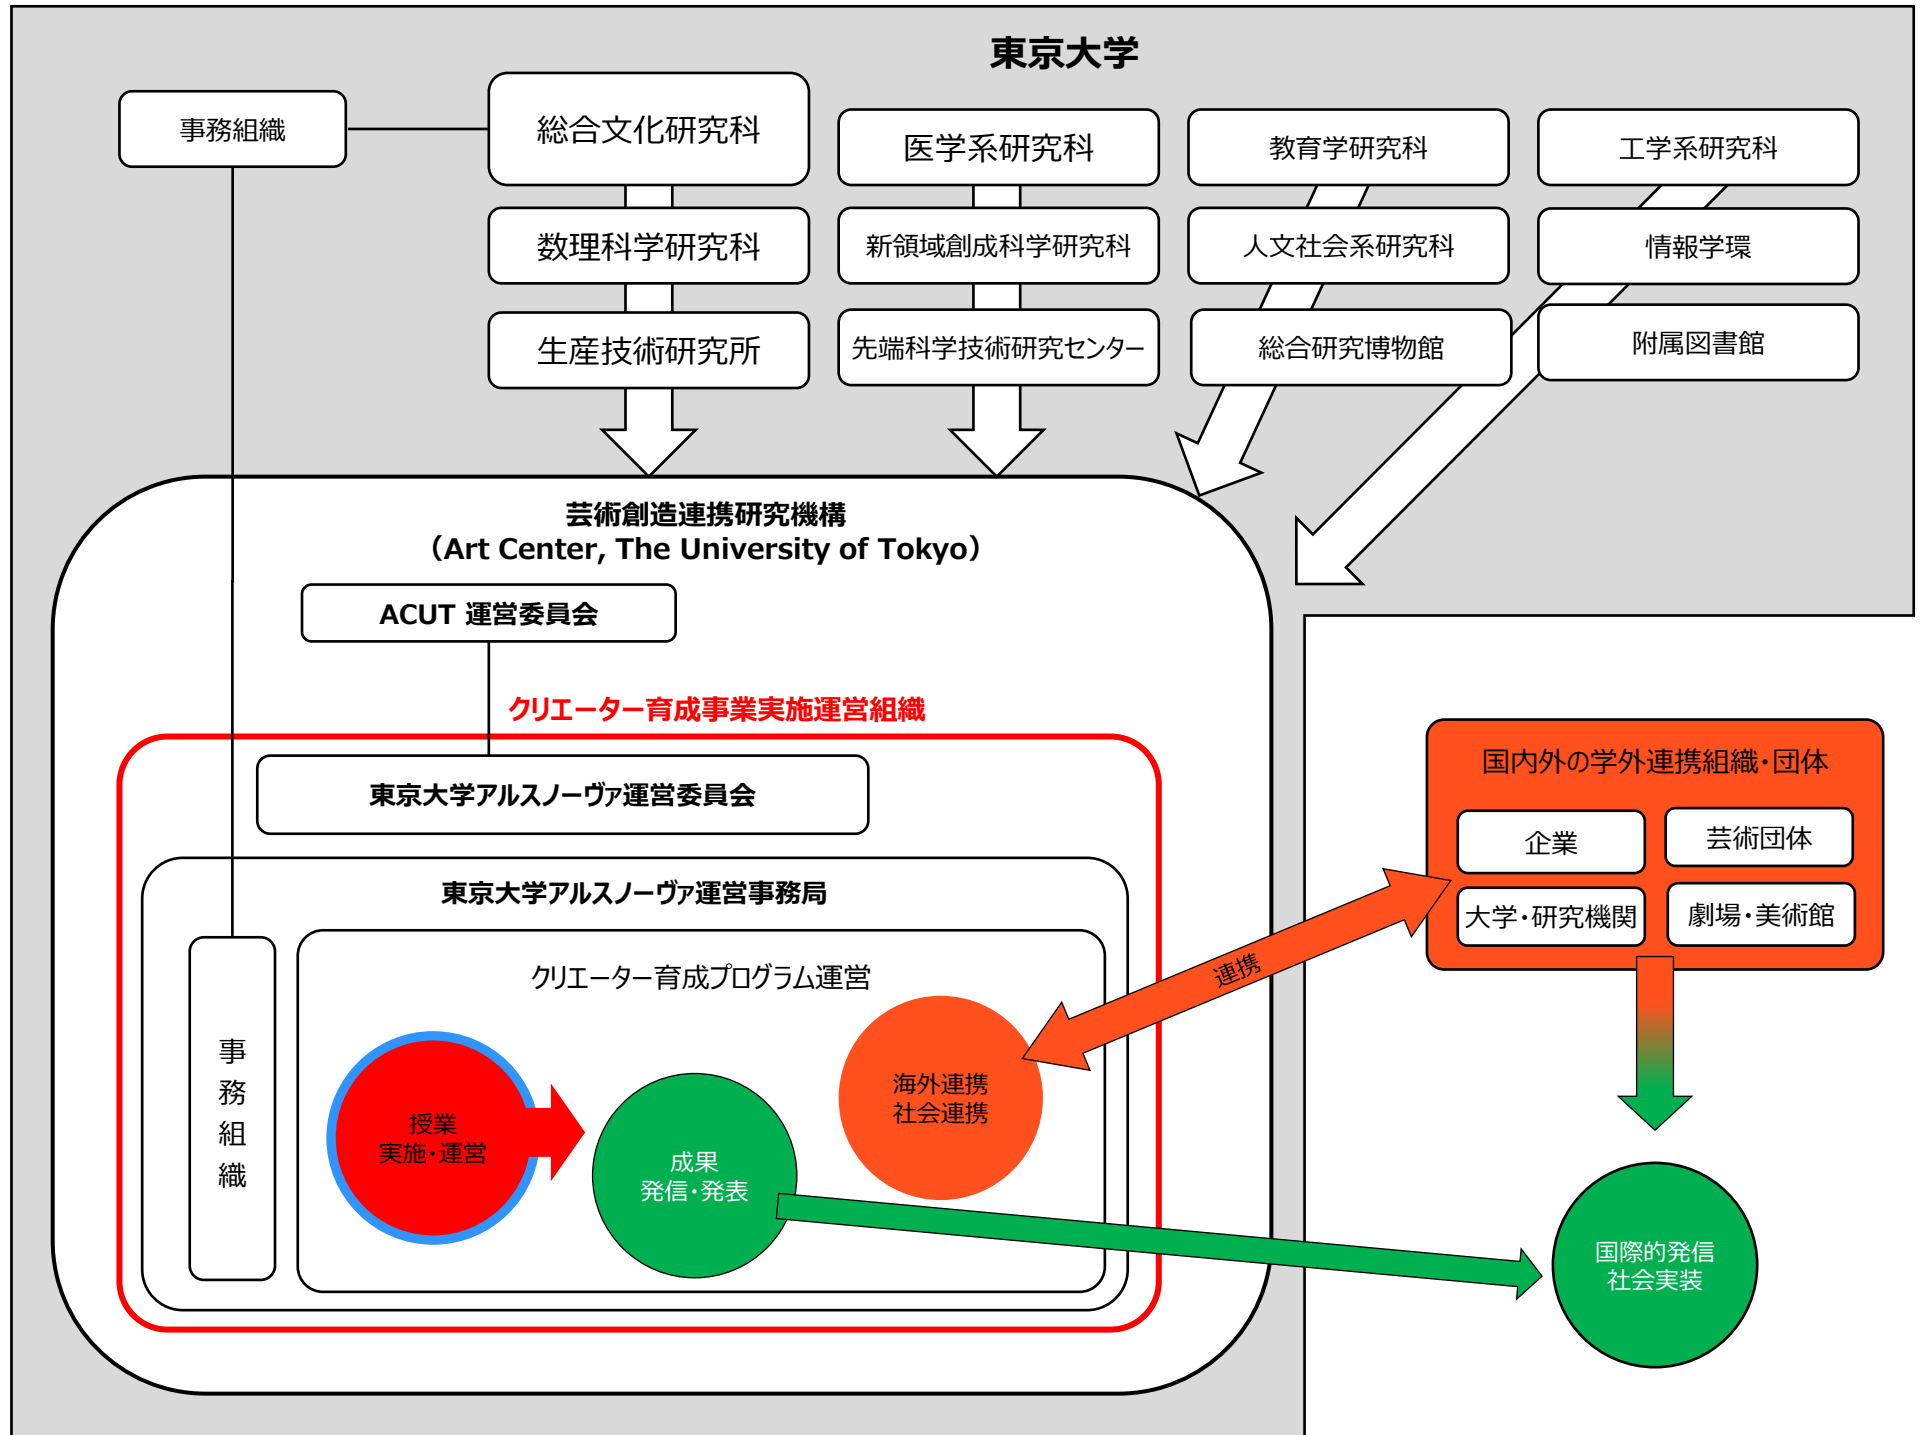 東京大学
事務組織
総合文化研究科
医学系研究科
教育学研究科
工学系研究科
数理科学研究科
新領域創成科学研究科
人文社会系研究科
情報学環
生産技術研究所
先端科学技術研究センター
総合研究博物館
附属図書館
芸術創造連携研究機構
（Art Center, The University of Tokyo）
ACUT 運営委員会
クリエーター育成事業実施運営組織
東京大学アルスノーヴァ運営委員会
東京大学アルスノーヴァ運営事務局
事務組織
クリエーター育成プログラム運営
授業
実施・運営
成果
発信・発表
海外連携
社会連携
連携
国内外の学外連携組織・団体
企業
芸術団体
大学・研究機関
劇場・美術館
国際的発信
社会実装